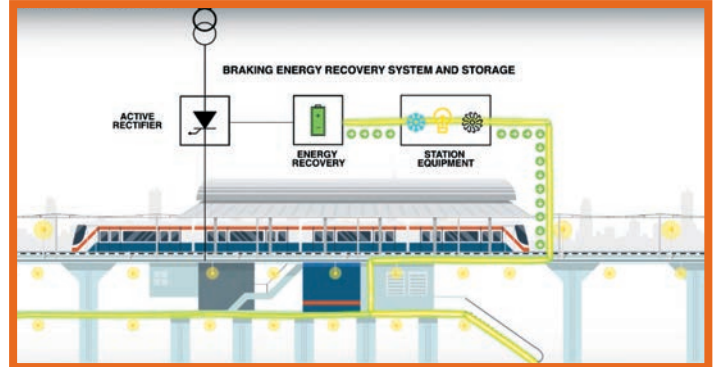 BRAKING ENERGY RECOVERY SYSTEM AND STORAGE
ACTIVE
RECTIFIER
ENERGY
RECOVERY
STATION
EQUIPMENT